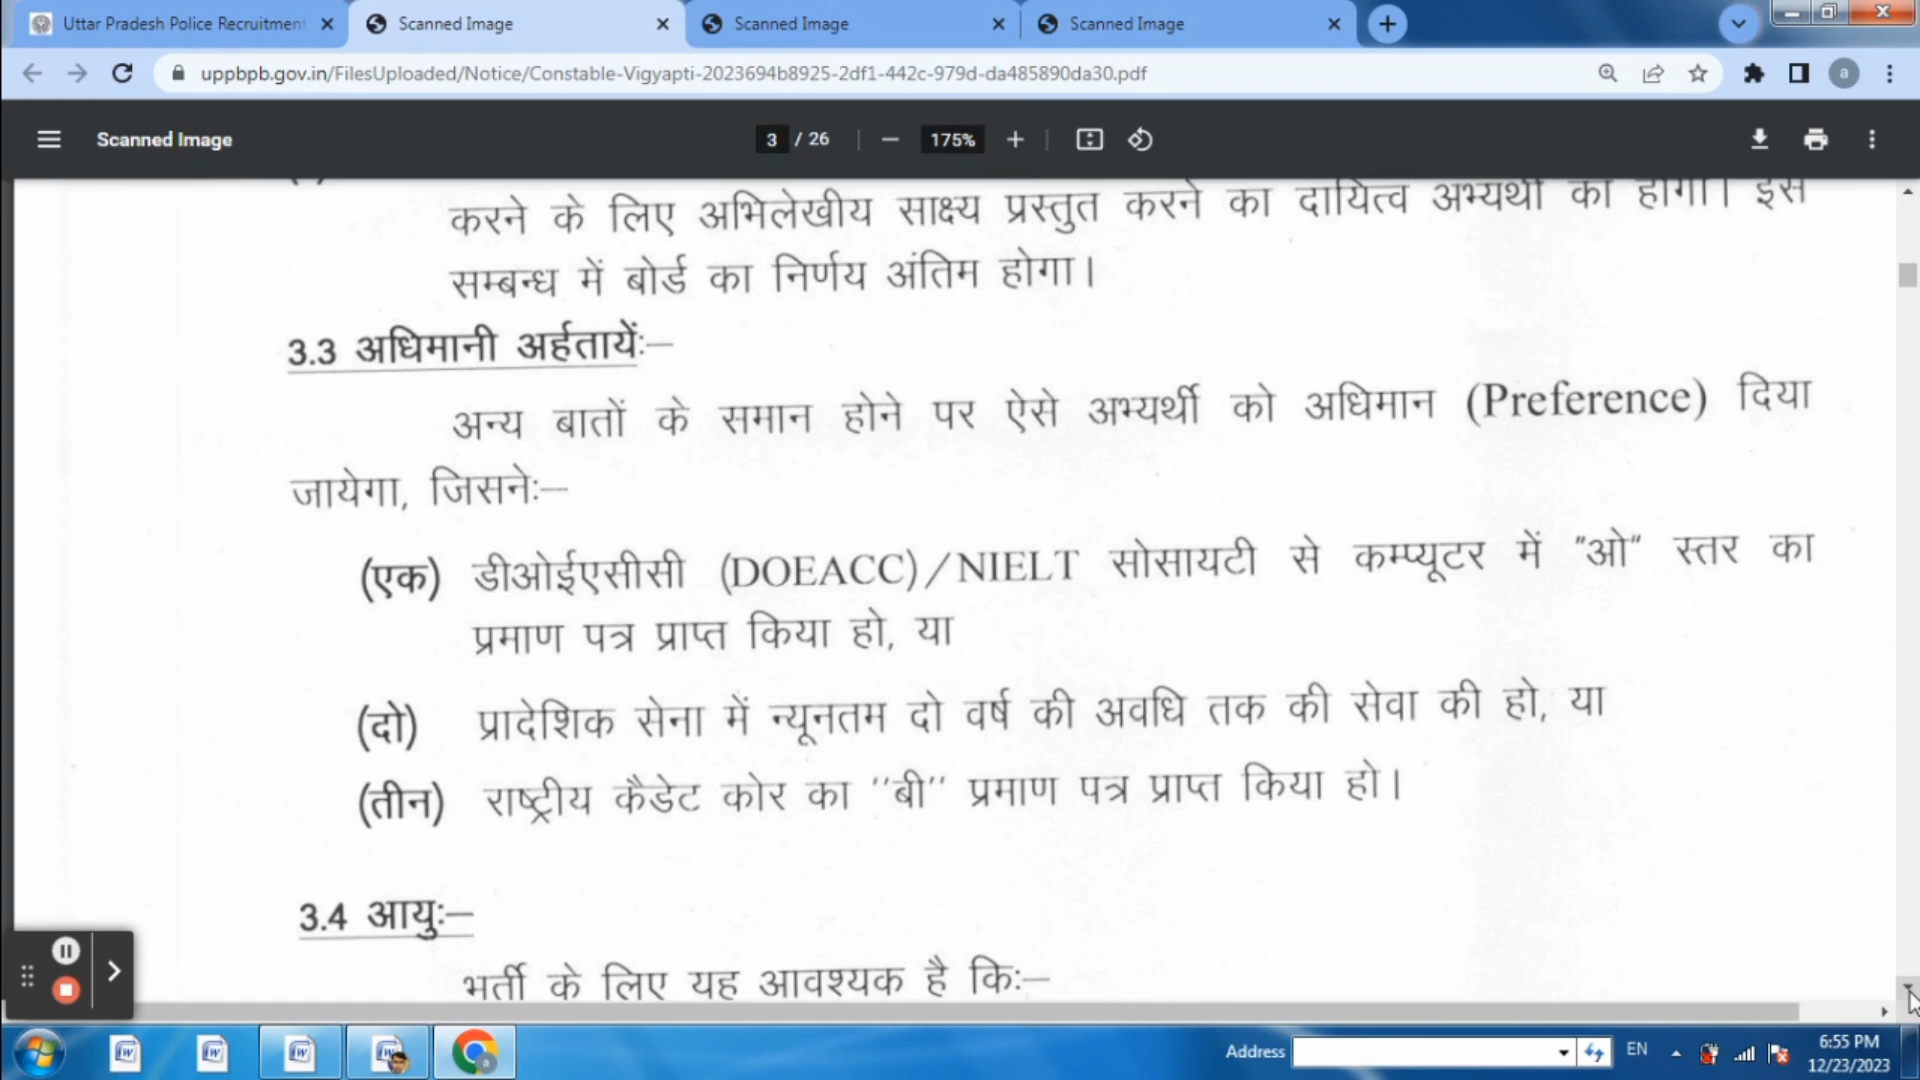 Uttar Pradesh Police Recruitment
Scanned Image
Scanned Image
Scanned Image
uppbpb.gov.in/FilesUploaded/Notice/Constable-Vigyapti-2023694b8925-2df1-442c-979d-da485890da30.pdf
a
Scanned Image
3 / 26
175%
करने के लिए अभिलेखीय साक्ष्य प्रस्तुत करने का दायित्व अभ्यर्थी का होगा। इस
सम्बन्ध में बोर्ड का निर्णय अंतिम होगा।
3.3 अधिमानी अर्हतायें:–
अन्य बातों के समान होने पर ऐसे अभ्यर्थी को अधिमान (Preference) दिया
जायेगा, जिसने:–
(एक) डीओईएसीसी (DOEACC)/NIELT सोसायटी से कम्प्यूटर में "ओ" स्तर का
प्रमाण पत्र प्राप्त किया हो, या
(दो) प्रादेशिक सेना में न्यूनतम दो वर्ष की अवधि तक की सेवा की हो, या
(तीन) राष्ट्रीय कैडेट कोर का ''बी'' प्रमाण पत्र प्राप्त किया हो।
3.4 आयु:–
भर्ती के लिए यह आवश्यक है कि:–
Address
EN
6:55 PM
12/23/2023